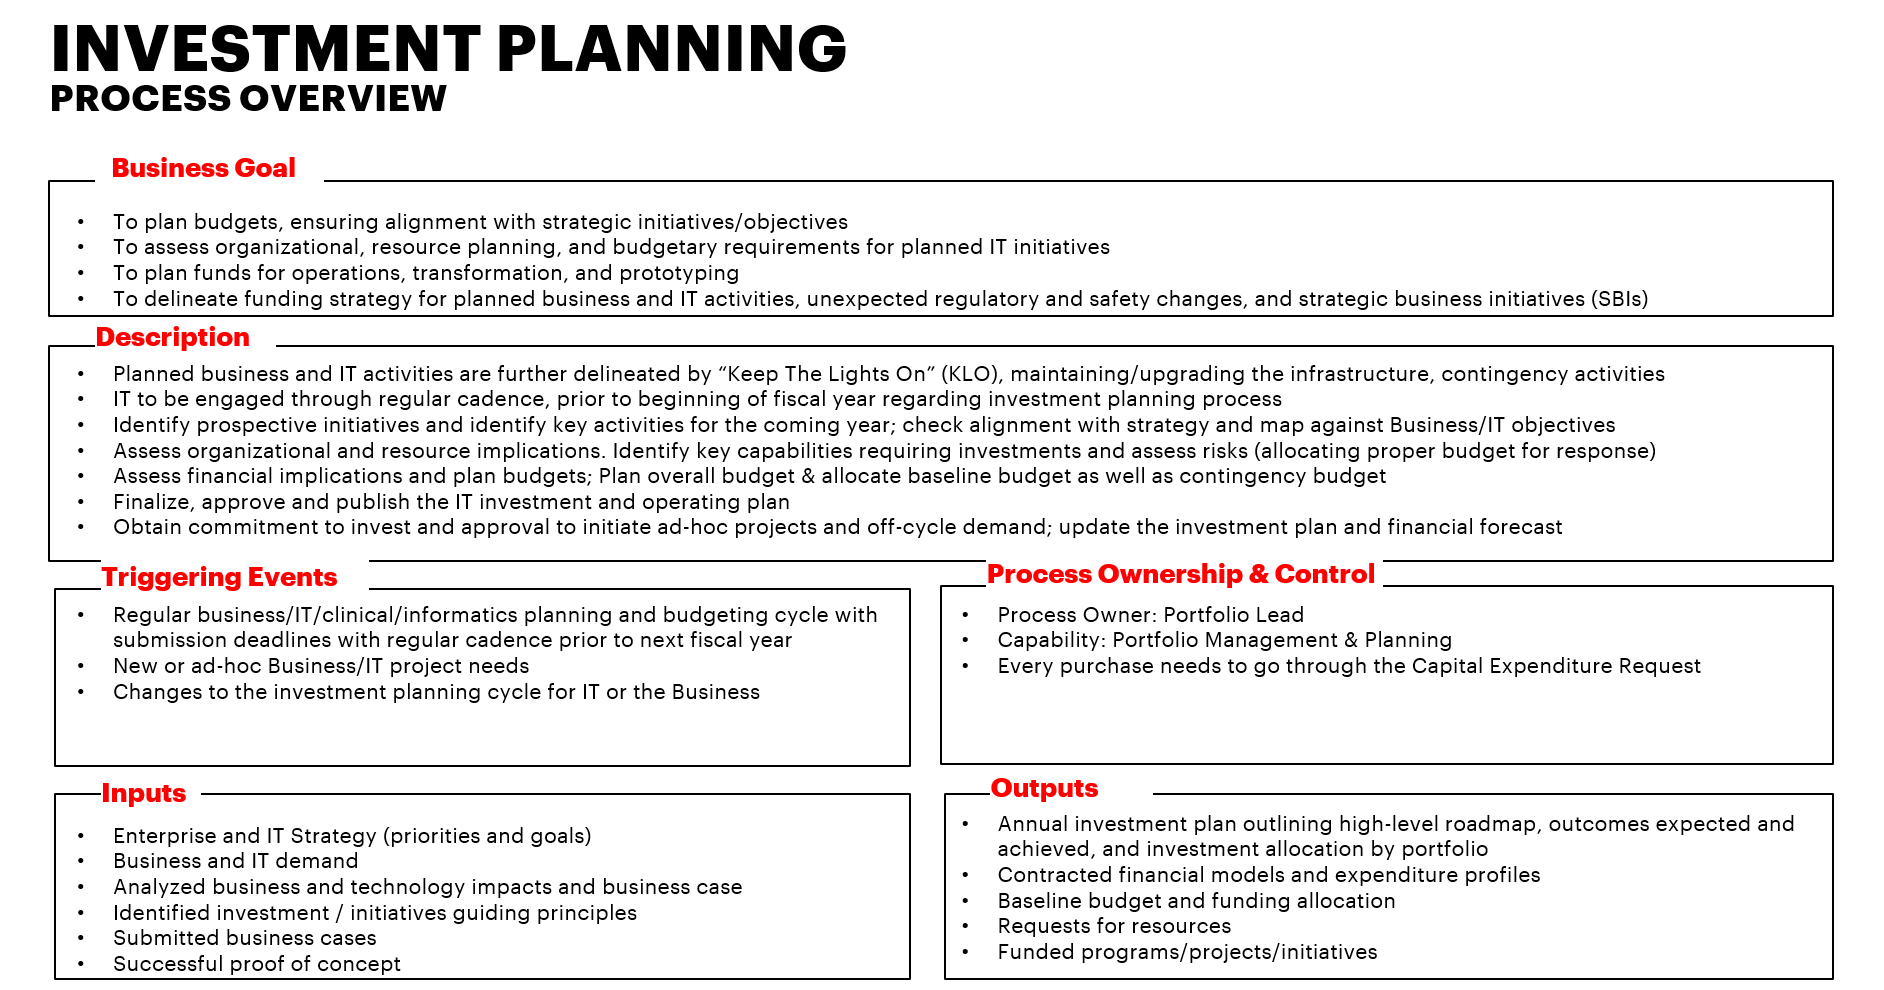 INVESTMENT PLANNING
PROCESS OVERVIEW
Business Goal
• To plan budgets, ensuring alignment with strategic initiatives/objectives
• To assess organizational, resource planning, and budgetary requirements for planned IT initiatives
• To plan funds for operations, transformation, and prototyping
• To delineate funding strategy for planned business and IT activities, unexpected regulatory and safety changes, and strategic business initiatives (SBIs)
Description
• Planned business and IT activities are further delineated by “Keep The Lights On” (KLO), maintaining/upgrading the infrastructure, contingency activities
• IT to be engaged through regular cadence, prior to beginning of fiscal year regarding investment planning process
• Identify prospective initiatives and identify key activities for the coming year; check alignment with strategy and map against Business/IT objectives
• Assess organizational and resource implications. Identify key capabilities requiring investments and assess risks (allocating proper budget for response)
• Assess financial implications and plan budgets; Plan overall budget & allocate baseline budget as well as contingency budget
• Finalize, approve and publish the IT investment and operating plan
• Obtain commitment to invest and approval to initiate ad-hoc projects and off-cycle demand; update the investment plan and financial forecast
Triggering Events
• Regular business/IT/clinical/informatics planning and budgeting cycle with
submission deadlines with regular cadence prior to next fiscal year
• New or ad-hoc Business/IT project needs
• Changes to the investment planning cycle for IT or the Business
Process Ownership & Control
• Process Owner: Portfolio Lead
• Capability: Portfolio Management & Planning
• Every purchase needs to go through the Capital Expenditure Request
Inputs
• Enterprise and IT Strategy (priorities and goals)
• Business and IT demand
• Analyzed business and technology impacts and business case
• Identified investment / initiatives guiding principles
• Submitted business cases
• Successful proof of concept
Outputs
• Annual investment plan outlining high-level roadmap, outcomes expected and
achieved, and investment allocation by portfolio
• Contracted financial models and expenditure profiles
• Baseline budget and funding allocation
• Requests for resources
• Funded programs/projects/initiatives